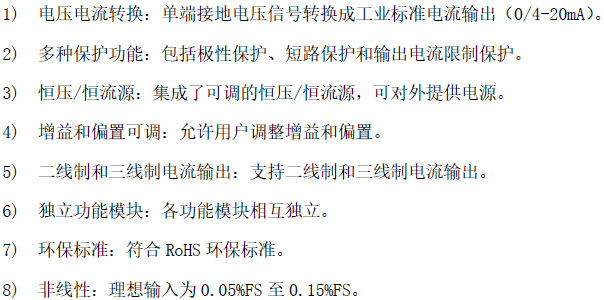 1) 电压电流转换：单端接地电压信号转换成工业标准电流输出（0/4-20mA）。
2) 多种保护功能：包括极性保护、短路保护和输出电流限制保护。
3) 恒压/恒流源：集成了可调的恒压/恒流源，可对外提供电源。
4) 增益和偏置可调：允许用户调整增益和偏置。
5) 二线制和三线制电流输出：支持二线制和三线制电流输出。
6) 独立功能模块：各功能模块相互独立。
7) 环保标准：符合 RoHS 环保标准。
8) 非线性：理想输入为 0.05%FS 至 0.15%FS。